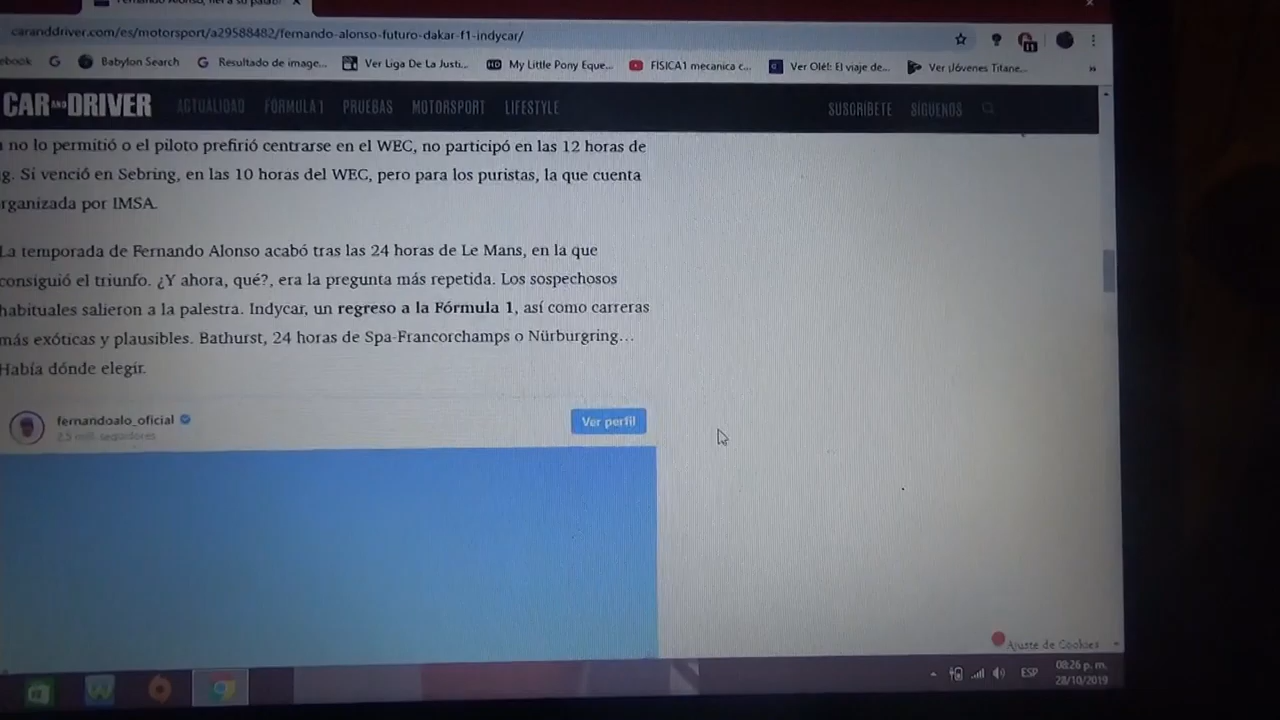 caranddriver.com/es/motorsport/a29588482/fernando-alonso-futuro-dakar-f1-indycar/
ebook
Babylon Search
Resultado de image...
Ver Liga De La Justi...
My Little Pony Eque...
FISICA1 mecanica c...
Ver Olé!: El viaje de...
Ver ¡Jóvenes Titane...
»
CAR AND DRIVER ACTUALIDAD FÓRMULA 1 PRUEBAS MOTORSPORT LIFESTYLE SUSCRÍBETE SÍGUENOS
no lo permitió o el piloto prefirió centrarse en el WEC, no participó en las 12 horas de
g. Sí venció en Sebring, en las 10 horas del WEC, pero para los puristas, la que cuenta
rganizada por IMSA.
La temporada de Fernando Alonso acabó tras las 24 horas de Le Mans, en la que
consiguió el triunfo. ¿Y ahora, qué?, era la pregunta más repetida. Los sospechosos
habituales salieron a la palestra. Indycar, un regreso a la Fórmula 1, así como carreras
más exóticas y plausibles. Bathurst, 24 horas de Spa-Francorchamps o Nürburgring...
Había dónde elegir.
fernandoalo_oficial
Ver perfil
2,5 mill. seguidores
Ajuste de Cookies
ESP
08:26 p. m.
28/10/2019